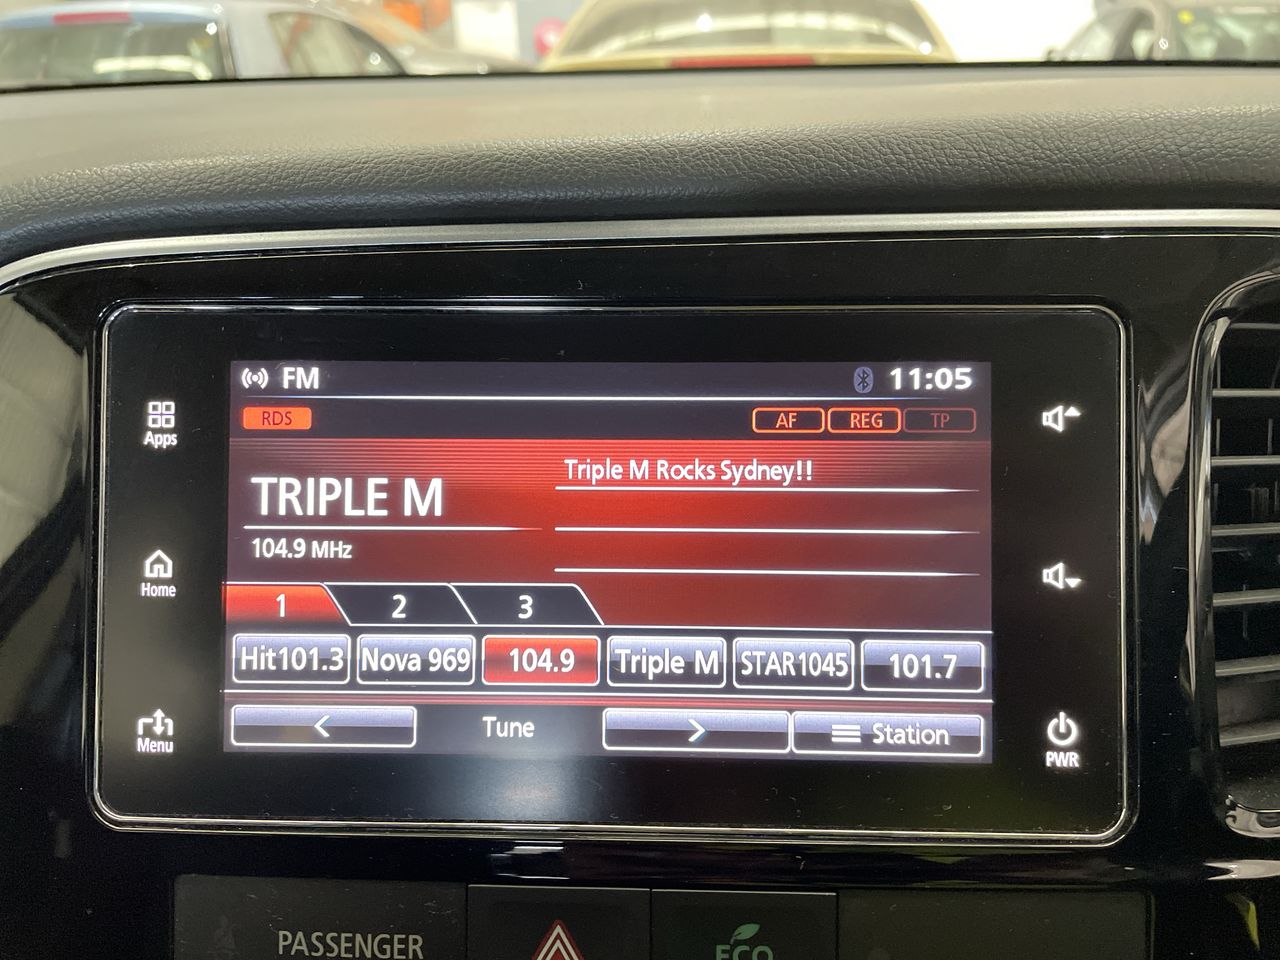 FM
11:05
RDS
AF REG TP
Apps
Triple M Rocks Sydney!!
TRIPLE M
104.9 MHz
Home
1 2 3
Hit101.3 Nova 969 104.9 Triple M STAR1045 101.7
< Tune > Station
Menu
PWR
PASSENGER
ECO